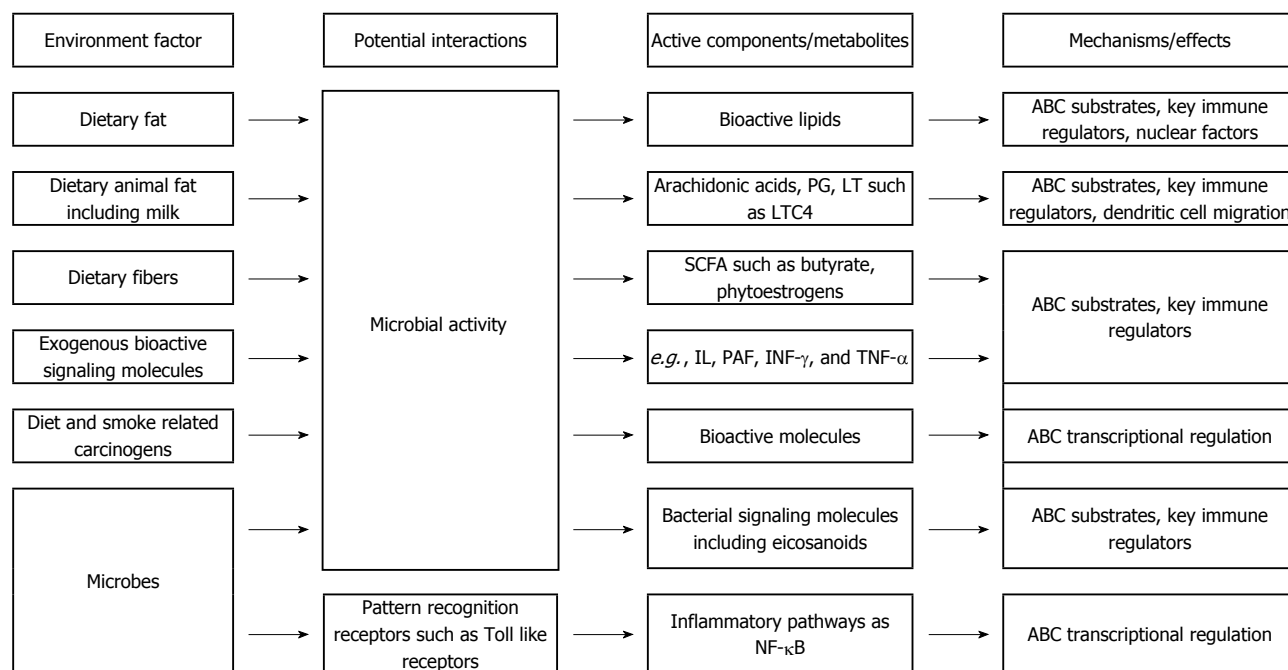 Environment factor
Potential interactions
Active components/metabolites
Mechanisms/effects
Dietary fat
Bioactive lipids
ABC substrates, key immune
regulators, nuclear factors
Dietary animal fat
including milk
Arachidonic acids, PG, LT such
as LTC4
ABC substrates, key immune
regulators, dendritic cell migration
Dietary fibers
Microbial activity
SCFA such as butyrate,
phytoestrogens
ABC substrates, key immune
regulators
Exogenous bioactive
signaling molecules
e.g., IL, PAF, INF-γ, and TNF-α
Diet and smoke related
carcinogens
Bioactive molecules
ABC transcriptional regulation
Microbes
Bacterial signaling molecules
including eicosanoids
ABC substrates, key immune
regulators
Pattern recognition
receptors such as Toll like
receptors
Inflammatory pathways as
NF-κB
ABC transcriptional regulation